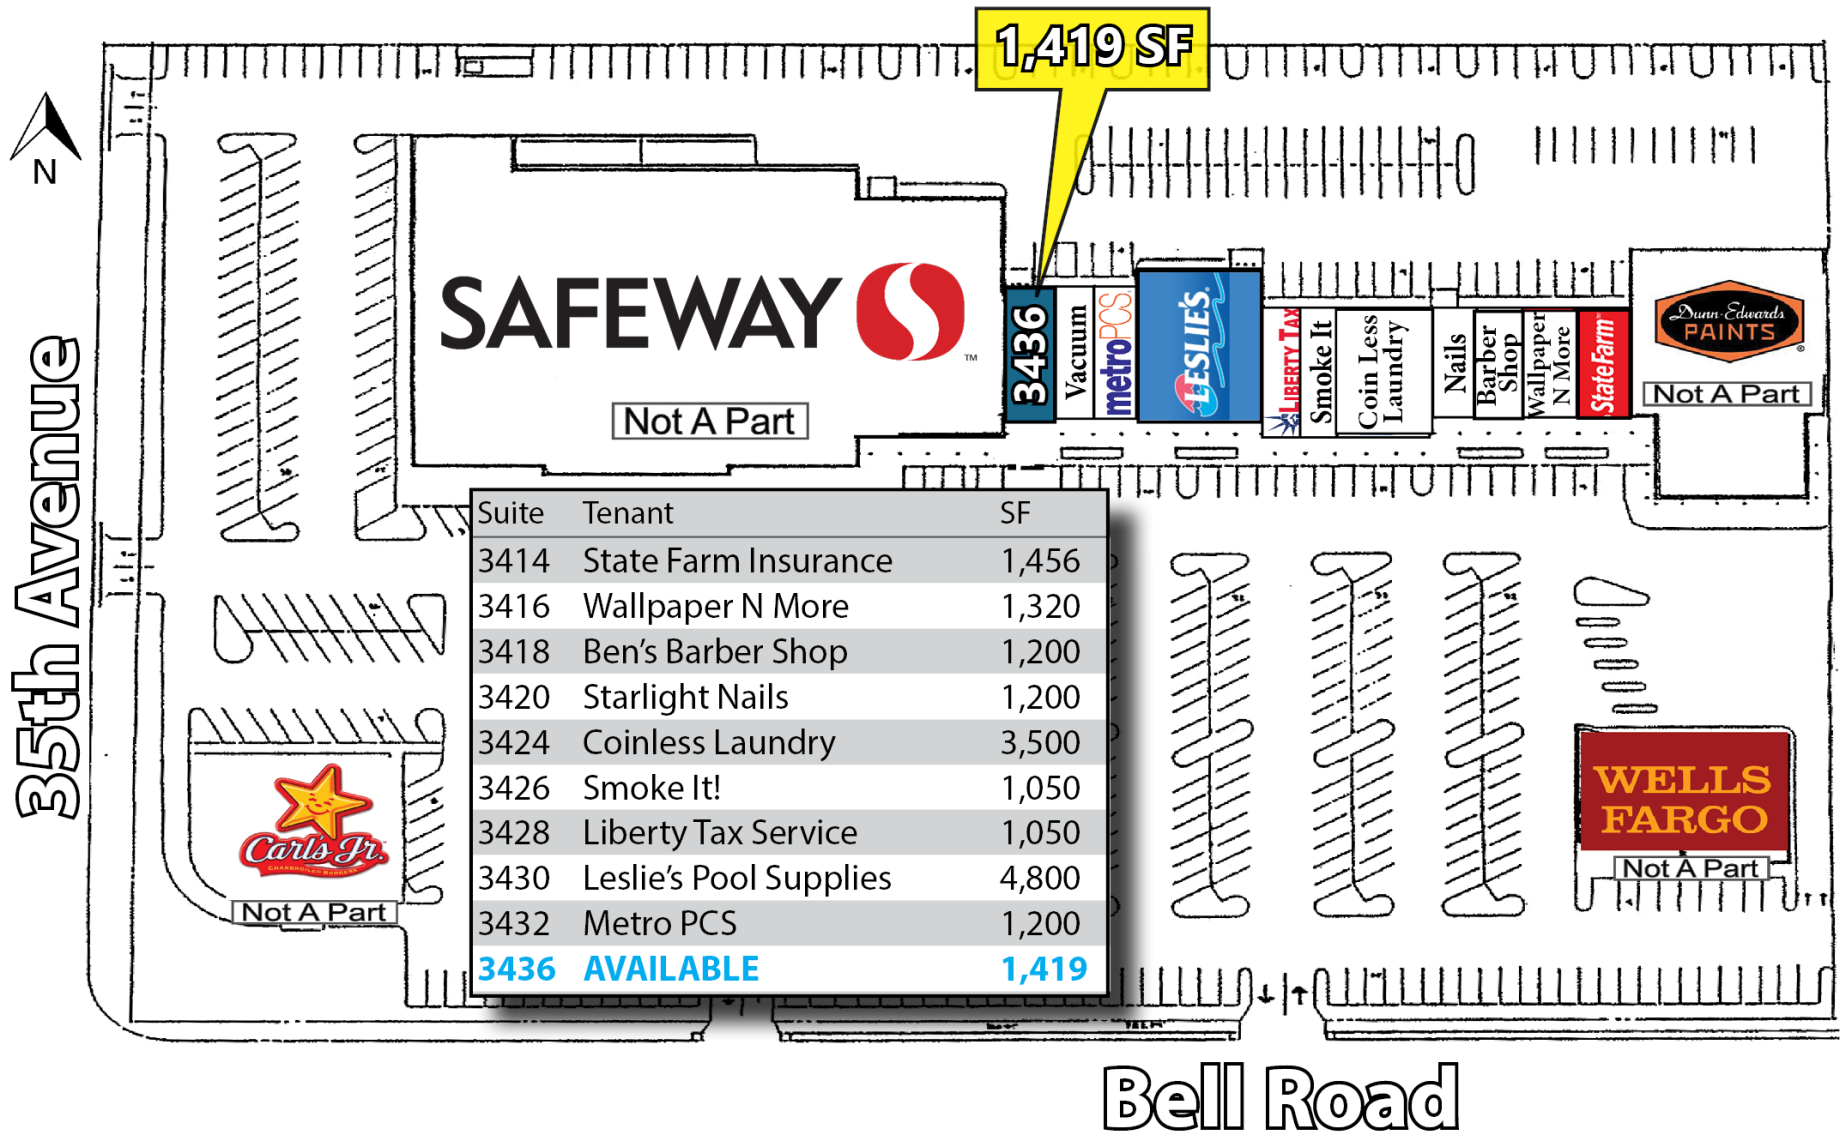 1,419 SF
N
SAFEWAY
™
Not A Part
3436
Vacuum
metroPCS.
LESLIE'S.
LIBERTY TAX
Smoke It
Coin Less
Laundry
Nails
Barber
Shop
Wallpaper
N More
StateFarm™
Dunn-Edwards
PAINTS
®
Not A Part
35th Avenue
Suite Tenant SF
3414 State Farm Insurance 1,456
3416 Wallpaper N More 1,320
3418 Ben's Barber Shop 1,200
3420 Starlight Nails 1,200
3424 Coinless Laundry 3,500
3426 Smoke It! 1,050
3428 Liberty Tax Service 1,050
3430 Leslie's Pool Supplies 4,800
3432 Metro PCS 1,200
3436 AVAILABLE 1,419
Carl's Jr.
CHARBROILED BURGERS
Not A Part
WELLS
FARGO
Not A Part
Bell Road